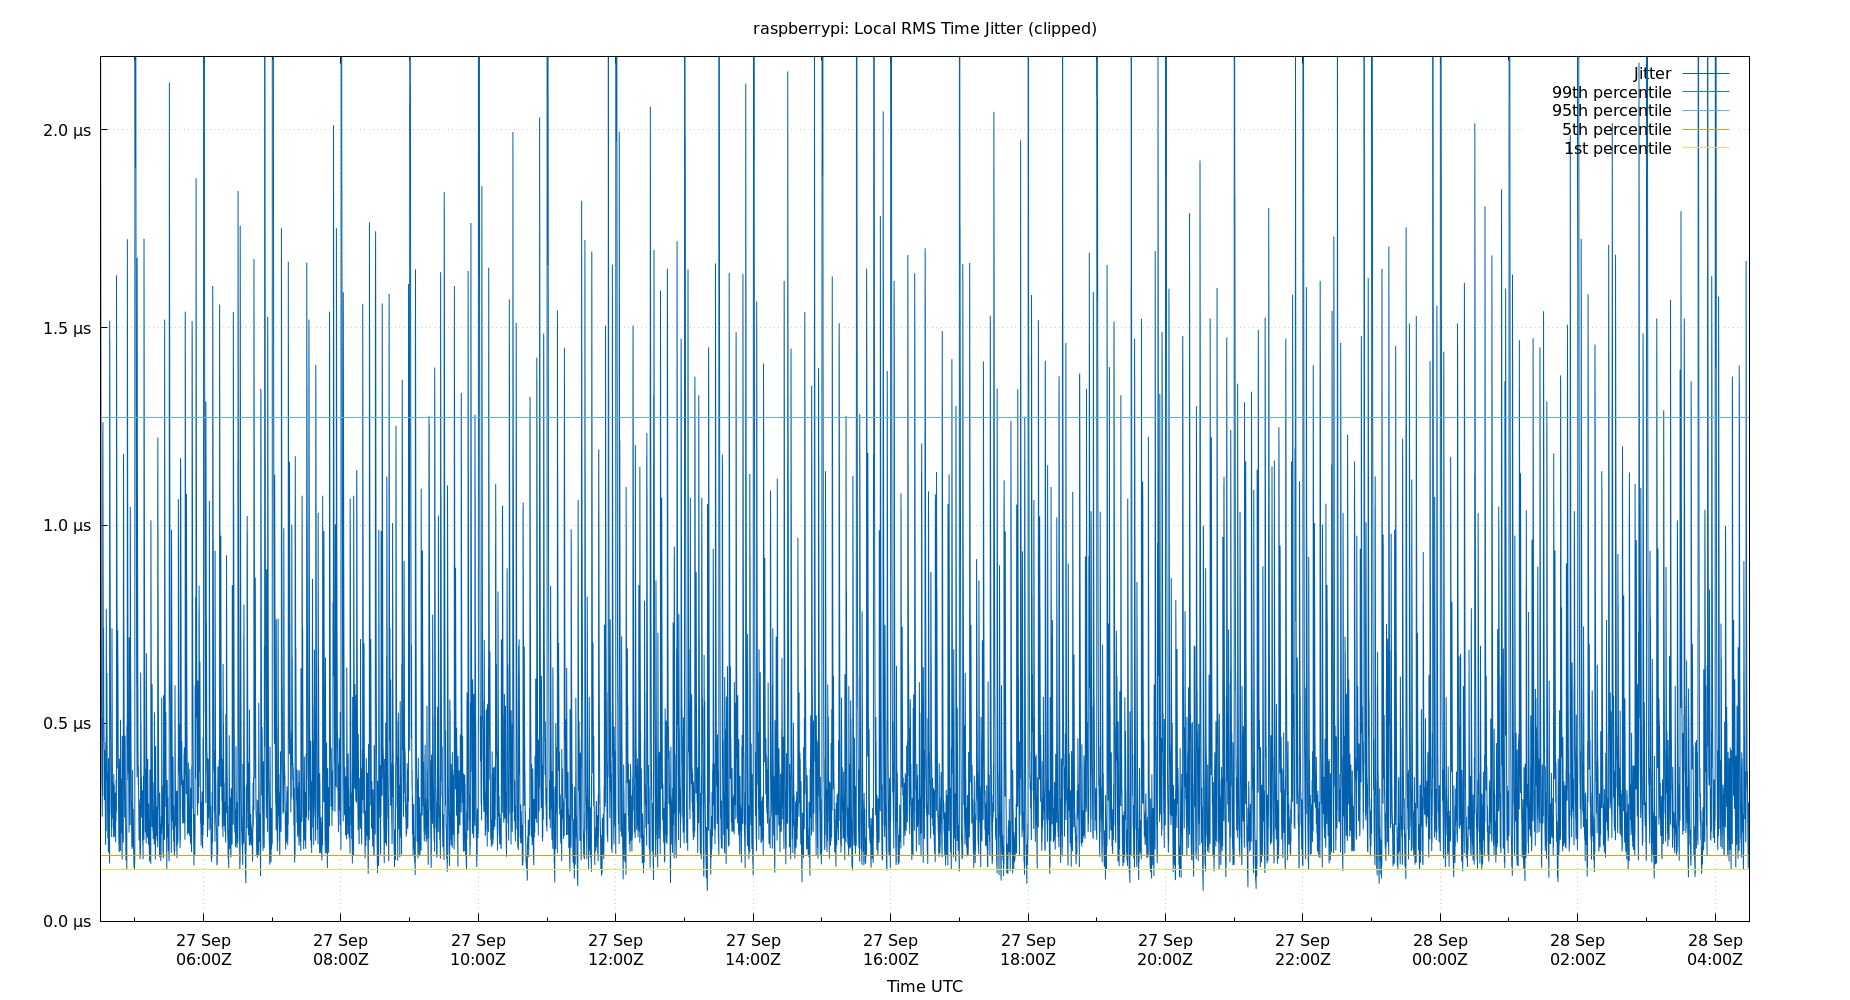 raspberrypi: Local RMS Time Jitter (clipped)
Jitter
99th percentile
95th percentile
5th percentile
1st percentile
2.0 µs
1.5 µs
1.0 µs
0.5 µs
0.0 µs
27 Sep 27 Sep 27 Sep 27 Sep 27 Sep 27 Sep 27 Sep 27 Sep 27 Sep 28 Sep 28 Sep 28 Sep
06:00Z 08:00Z 10:00Z 12:00Z 14:00Z 16:00Z 18:00Z 20:00Z 22:00Z 00:00Z 02:00Z 04:00Z
Time UTC